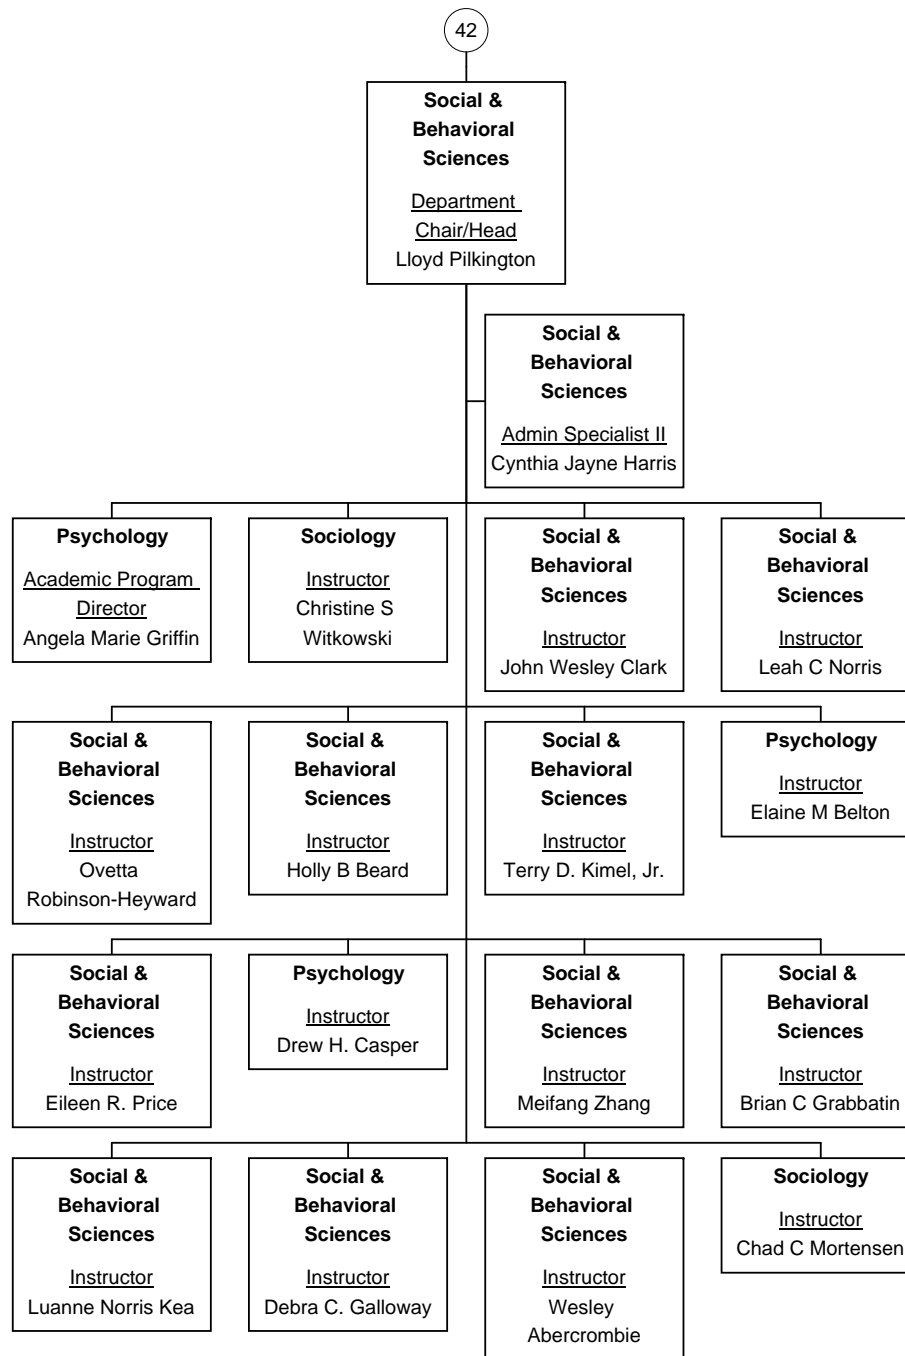 42
Social &
Behavioral
Sciences
Department
Chair/Head
Lloyd Pilkington
Social &
Behavioral
Sciences
Admin Specialist II
Cynthia Jayne Harris
Psychology
Academic Program
Director
Angela Marie Griffin
Sociology
Instructor
Christine S
Witkowski
Social &
Behavioral
Sciences
Instructor
John Wesley Clark
Social &
Behavioral
Sciences
Instructor
Leah C Norris
Social &
Behavioral
Sciences
Instructor
Ovetta
Robinson-Heyward
Social &
Behavioral
Sciences
Instructor
Holly B Beard
Social &
Behavioral
Sciences
Instructor
Terry D. Kimel, Jr.
Psychology
Instructor
Elaine M Belton
Social &
Behavioral
Sciences
Instructor
Eileen R. Price
Psychology
Instructor
Drew H. Casper
Social &
Behavioral
Sciences
Instructor
Meifang Zhang
Social &
Behavioral
Sciences
Instructor
Brian C Grabbatin
Social &
Behavioral
Sciences
Instructor
Luanne Norris Kea
Social &
Behavioral
Sciences
Instructor
Debra C. Galloway
Social &
Behavioral
Sciences
Instructor
Wesley
Abercrombie
Sociology
Instructor
Chad C Mortensen